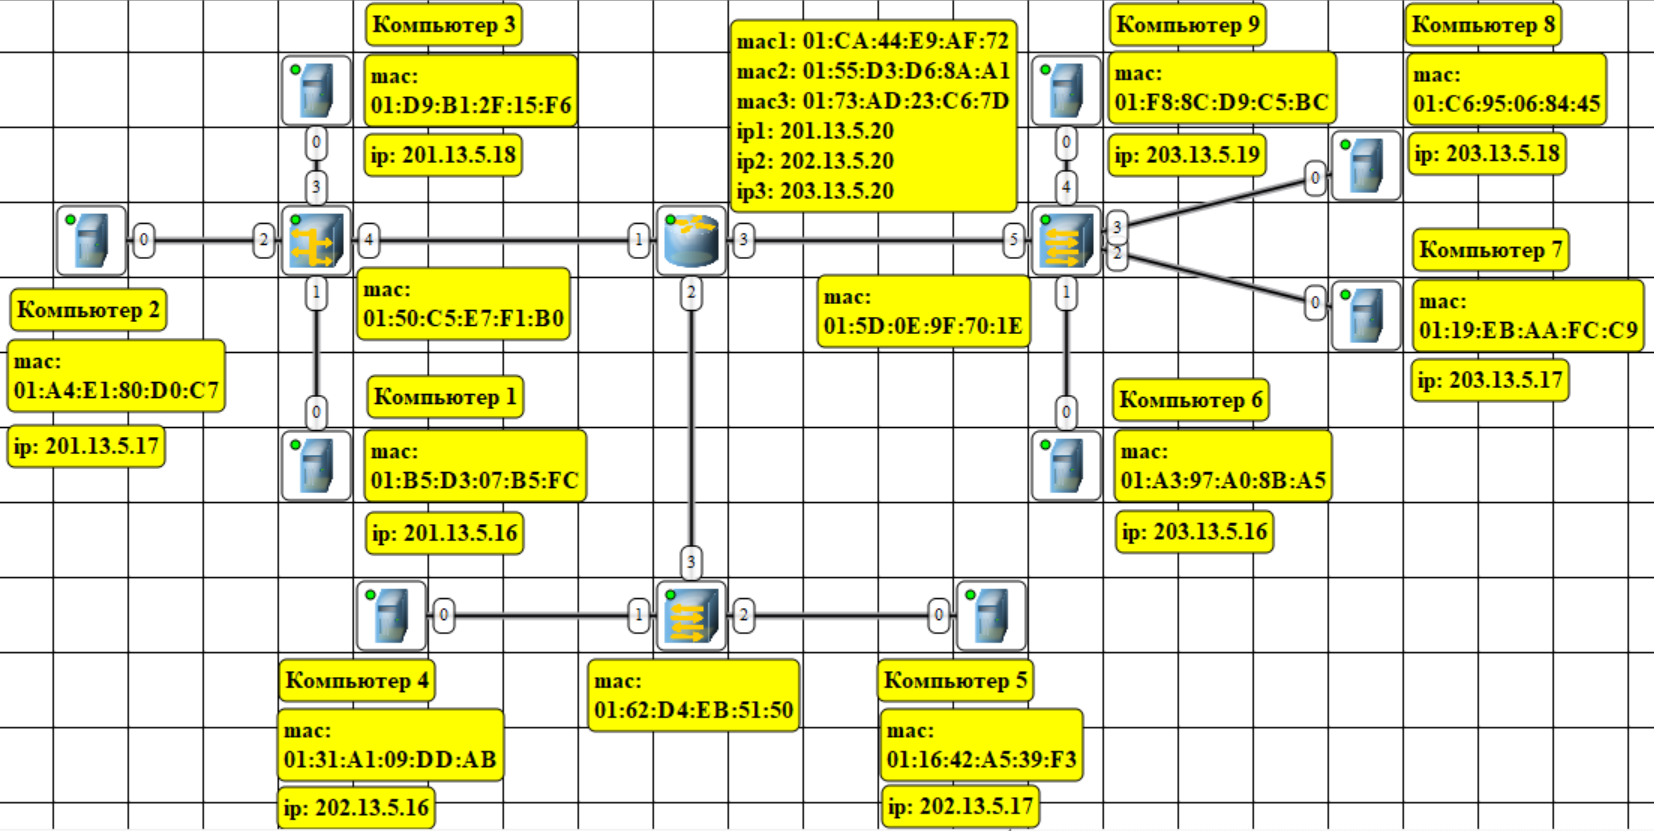 Компьютер 3
mac:
01:D9:B1:2F:15:F6
ip: 201.13.5.18
0
3
mac1: 01:CA:44:E9:AF:72
mac2: 01:55:D3:D6:8A:A1
mac3: 01:73:AD:23:C6:7D
ip1: 201.13.5.20
ip2: 202.13.5.20
ip3: 203.13.5.20
Компьютер 9
mac:
01:F8:8C:D9:C5:BC
ip: 203.13.5.19
0
4
Компьютер 8
mac:
01:C6:95:06:84:45
ip: 203.13.5.18
0
0
2
4
1
3
5
3
2
1
2
1
0
mac:
01:50:C5:E7:F1:B0
mac:
01:5D:0E:9F:70:1E
Компьютер 7
mac:
01:19:EB:AA:FC:C9
ip: 203.13.5.17
Компьютер 2
mac:
01:A4:E1:80:D0:C7
ip: 201.13.5.17
0
Компьютер 1
mac:
01:B5:D3:07:B5:FC
ip: 201.13.5.16
0
Компьютер 6
mac:
01:A3:97:A0:8B:A5
ip: 203.13.5.16
3
0
1
2
0
Компьютер 4
mac:
01:31:A1:09:DD:AB
ip: 202.13.5.16
mac:
01:62:D4:EB:51:50
Компьютер 5
mac:
01:16:42:A5:39:F3
ip: 202.13.5.17